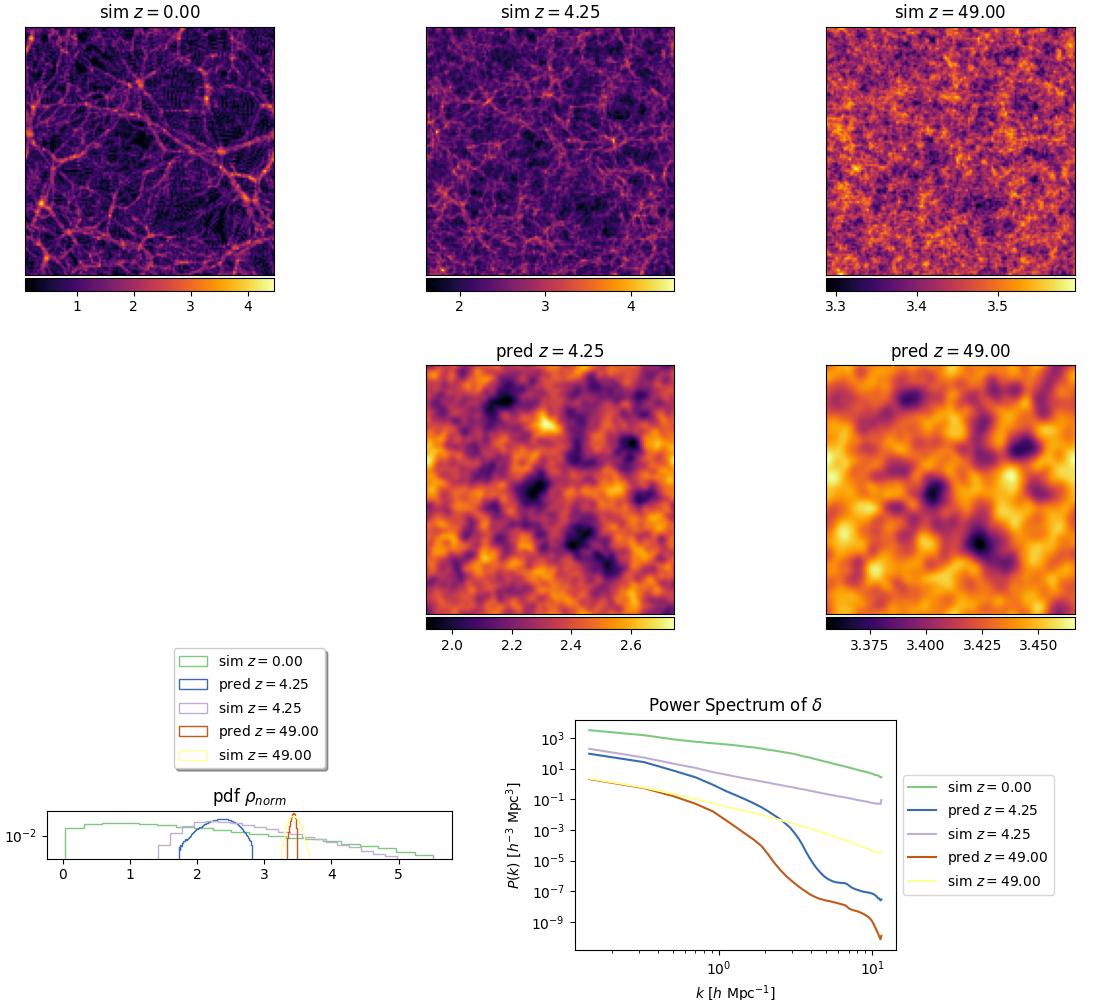 sim z = 0.00
sim z = 4.25
sim z = 49.00
1 2 3 4
2 3 4
3.3 3.4 3.5
pred z = 4.25
pred z = 49.00
2.0 2.2 2.4 2.6
3.375 3.400 3.425 3.450
sim z = 0.00
pred z = 4.25
sim z = 4.25
pred z = 49.00
sim z = 49.00
pdf ρnorm
10⁻²
0 1 2 3 4 5
Power Spectrum of δ
P(k) [h⁻³ Mpc³]
10³
10¹
10⁻¹
10⁻³
10⁻⁵
10⁻⁷
10⁻⁹
10⁰ 10¹
k [h Mpc⁻¹]
sim z = 0.00
pred z = 4.25
sim z = 4.25
pred z = 49.00
sim z = 49.00